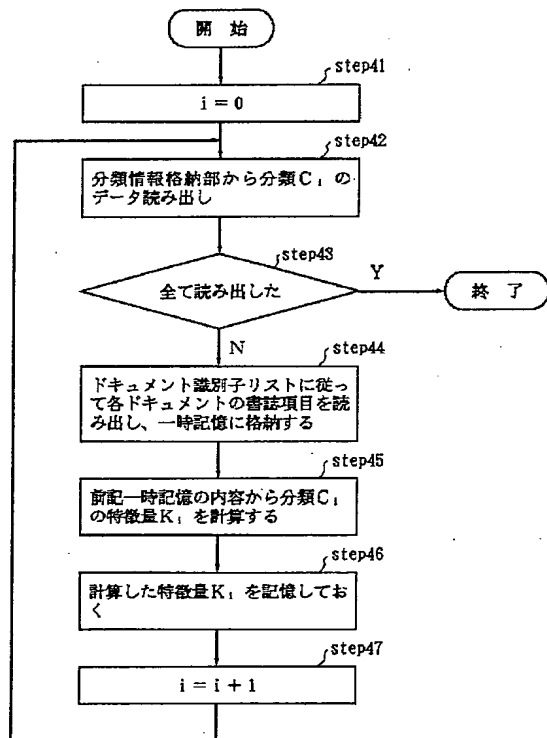 開 始
step41
i = 0
step42
分類情報格納部から分類Ciの
データ読み出し
step43
全て読み出した
Y
終 了
N
step44
ドキュメント識別子リストに従っ
て各ドキュメントの書誌項目を読
み出し、一時記憶に格納する
step45
前記一時記憶の内容から分類Ci
の特徴量Kiを計算する
step46
計算した特徴量Kiを記憶してお
く
step47
i = i + 1